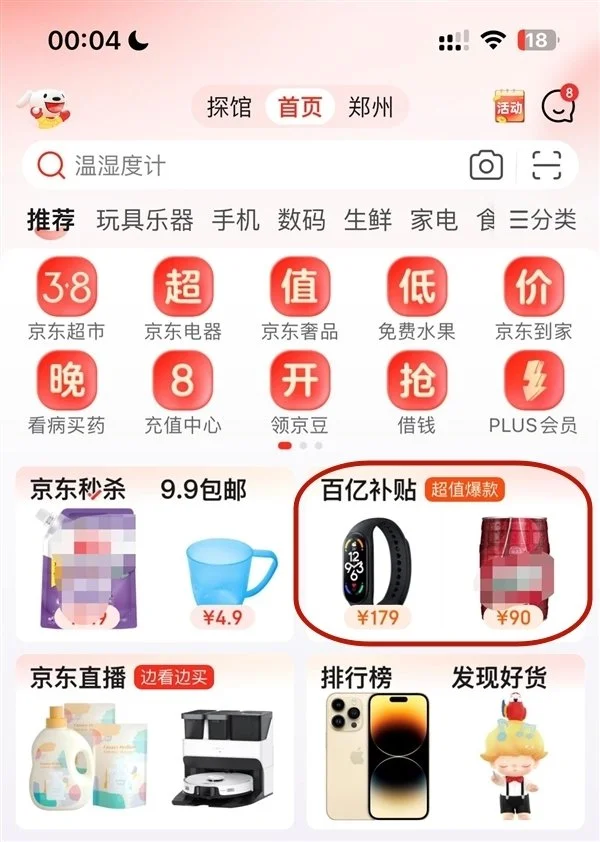 00:04
18
探馆 首页 郑州
活动
8
温湿度计
推荐 玩具乐器 手机 数码 生鲜 家电 分类
3·8 超 值 低 价
京东超市 京东电器 京东奢品 免费水果 京东到家
晚 8 开 抢
看病买药 充值中心 领京豆 借钱 PLUS会员
京东秒杀 9.9包邮
¥4.9
百亿补贴 超值爆款
¥179 ¥90
京东直播 边看边买
排行榜 发现好货